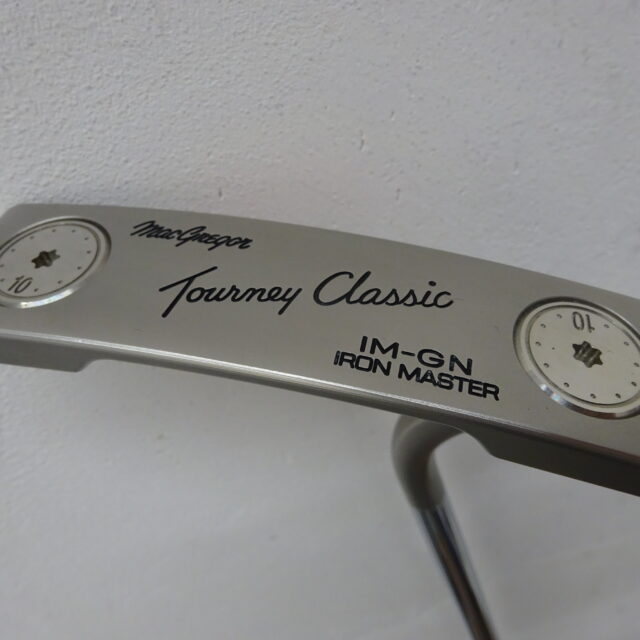 MacGregor
Tourney Classic
IM-GN
IRON MASTER
10
10